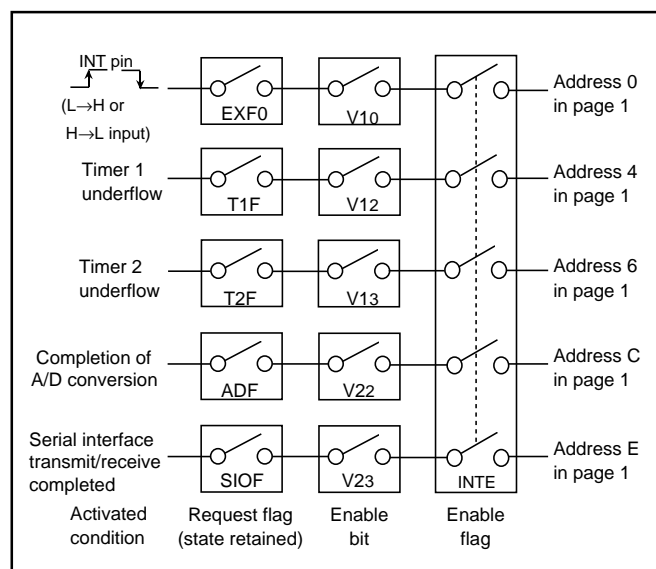 INT pin
(L→H or
H→L input)
EXF0
V10
Address 0
in page 1
Timer 1
underflow
T1F
V12
Address 4
in page 1
Timer 2
underflow
T2F
V13
Address 6
in page 1
Completion of
A/D conversion
ADF
V22
Address C
in page 1
Serial interface
transmit/receive
completed
SIOF
V23
INTE
Address E
in page 1
Activated
condition
Request flag
(state retained)
Enable
bit
Enable
flag